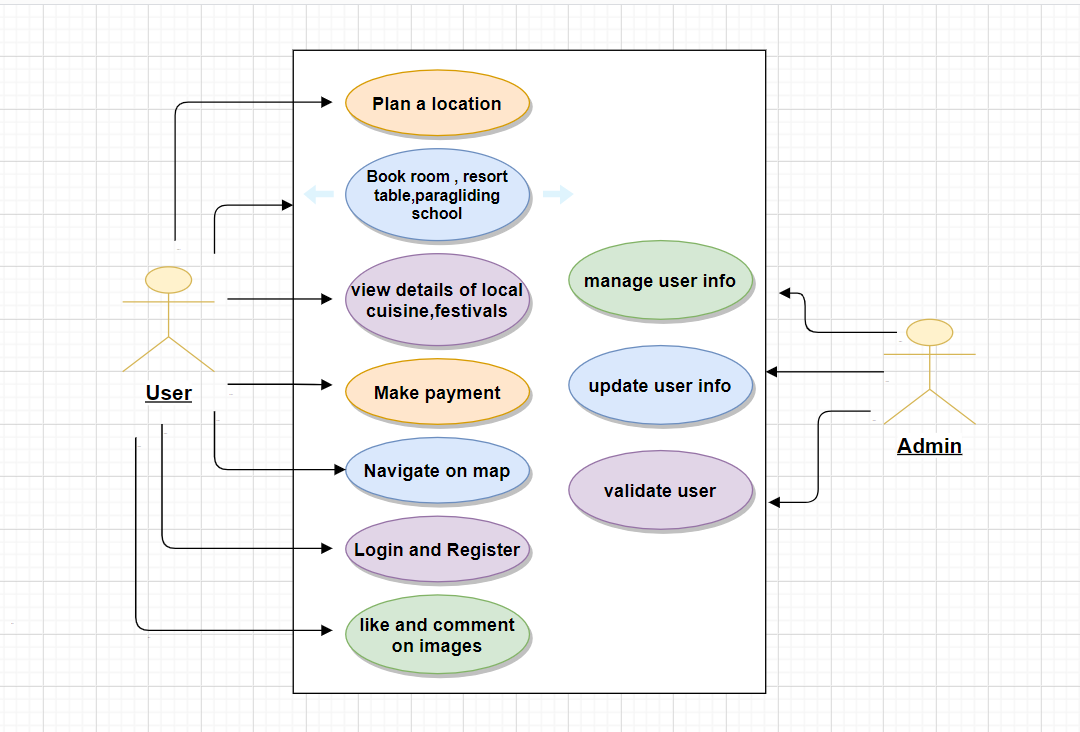 Plan a location
Book room , resort
table,paragliding
school
view details of local
cuisine,festivals
Make payment
Navigate on map
Login and Register
like and comment
on images
manage user info
update user info
validate user
User
Admin